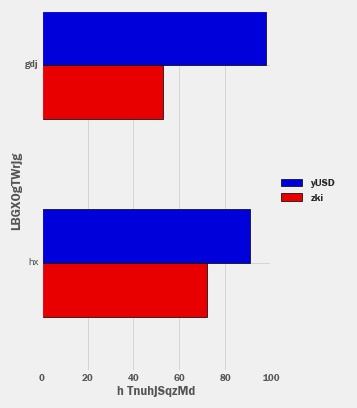 gdj
hx
LBGXOgTWrJg
yUSD
zki
0 20 40 60 80 100
h TnuhJSqzMd